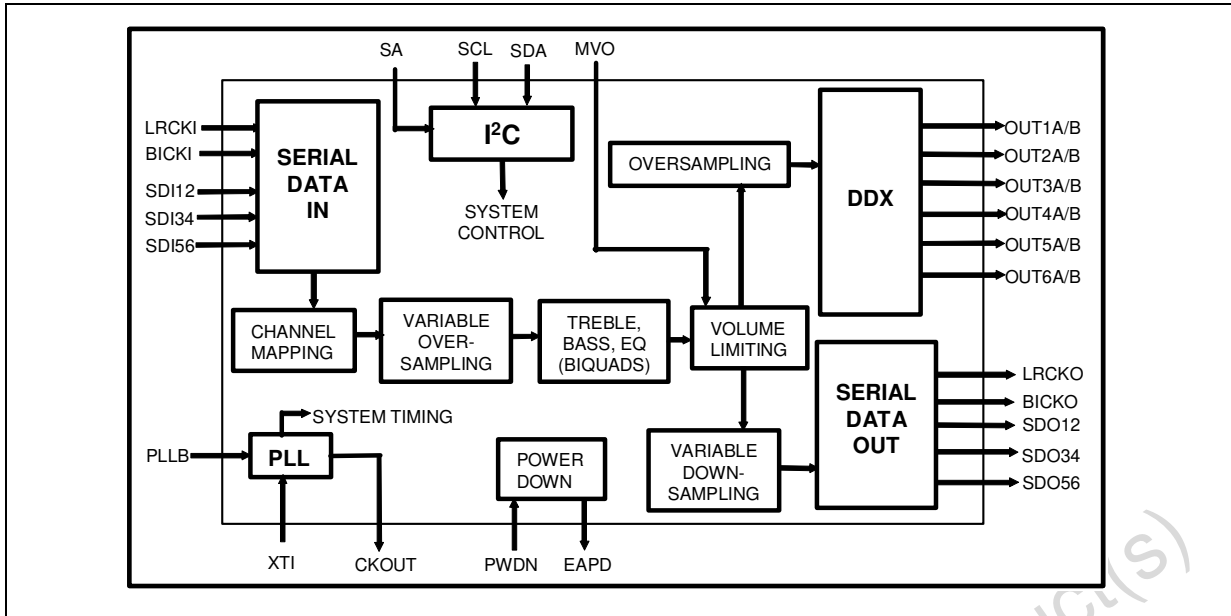 SA
SCL
SDA
MVO
LRCKI
BICKI
SDI12
SDI34
SDI56
SERIAL
DATA
IN
I²C
SYSTEM
CONTROL
OVERSAMPLING
DDX
OUT1A/B
OUT2A/B
OUT3A/B
OUT4A/B
OUT5A/B
OUT6A/B
CHANNEL
MAPPING
VARIABLE
OVER-
SAMPLING
TREBLE,
BASS, EQ
(BIQUADS)
VOLUME
LIMITING
SERIAL
DATA
OUT
LRCKO
BICKO
SDO12
SDO34
SDO56
SYSTEM TIMING
PLLB
PLL
POWER
DOWN
VARIABLE
DOWN-
SAMPLING
XTI
CKOUT
PWDN
EAPD